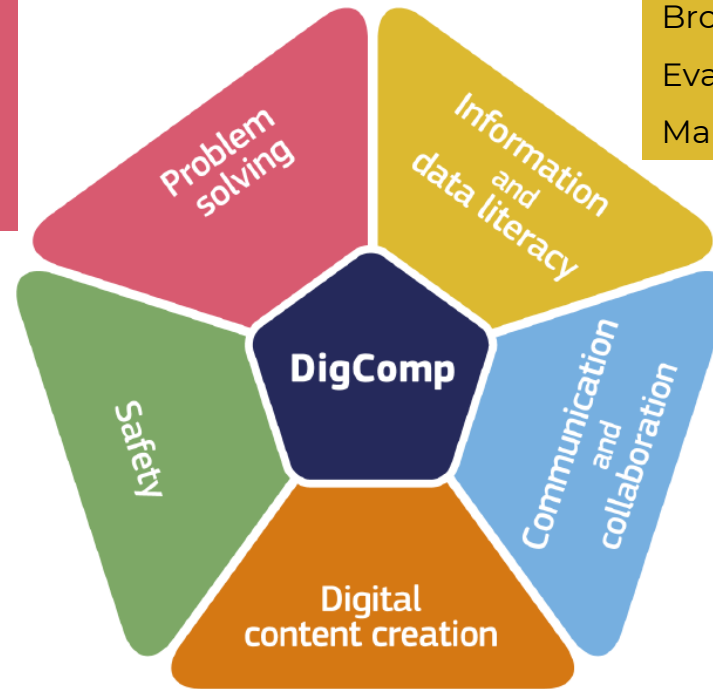 Bro
Eva
Ma
Problem
solving
Information
and
data literacy
DigComp
Communication
and
collaboration
Safety
Digital
content creation